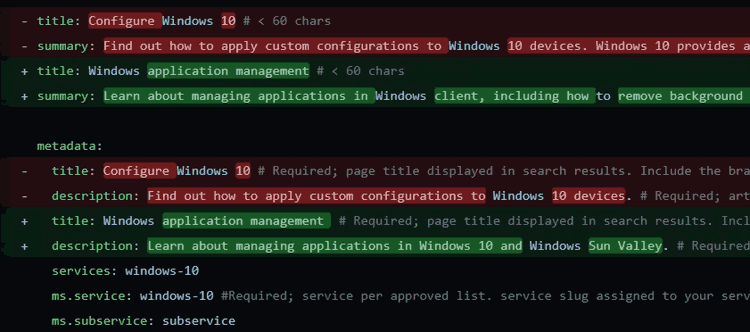 - title: Configure Windows 10 # < 60 chars
- summary: Find out how to apply custom configurations to Windows 10 devices. Windows 10 provides a
+ title: Windows application management # < 60 chars
+ summary: Learn about managing applications in Windows client, including how to remove background
metadata:
- title: Configure Windows 10 # Required; page title displayed in search results. Include the bra
- description: Find out how to apply custom configurations to Windows 10 devices. # Required; art
+ title: Windows application management # Required; page title displayed in search results. Incl
+ description: Learn about managing applications in Windows 10 and Windows Sun Valley. # Required
services: windows-10
ms.service: windows-10 #Required; service per approved list. service slug assigned to your serv
ms.subservice: subservice